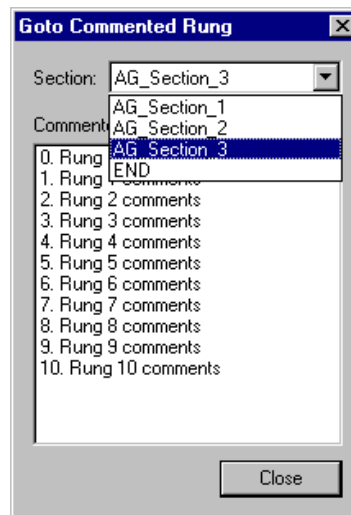 Goto Commented Rung
Section: AG_Section_3
AG_Section_1
Comment
AG_Section_2
AG_Section_3
END
0. Rung
1. Rung
2. Rung 2 comments
3. Rung 3 comments
4. Rung 4 comments
5. Rung 5 comments
6. Rung 6 comments
7. Rung 7 comments
8. Rung 8 comments
9. Rung 9 comments
10. Rung 10 comments
Close